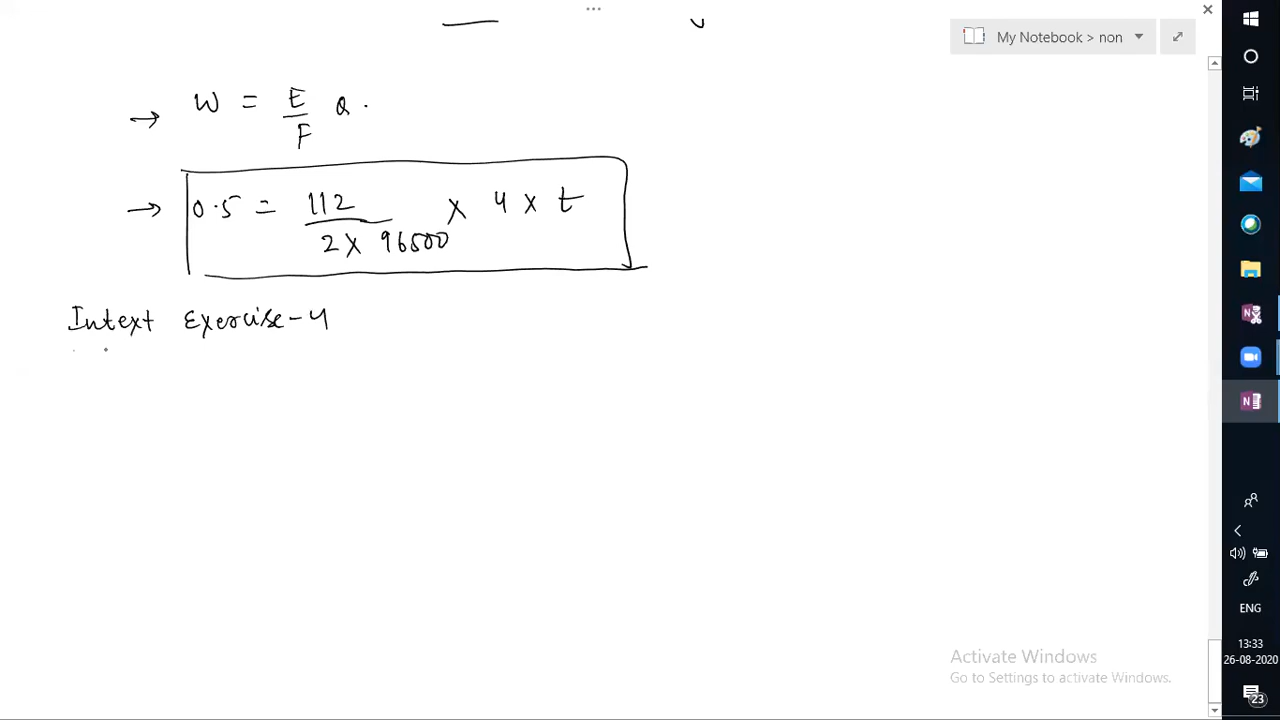 My Notebook > non
→ W = E/F Q.
→ 0.5 = 112/(2 x 96500) x 4 x t
Intext Exercise-4
Activate Windows
Go to Settings to activate Windows.
ENG
13:33
26-08-2020
23